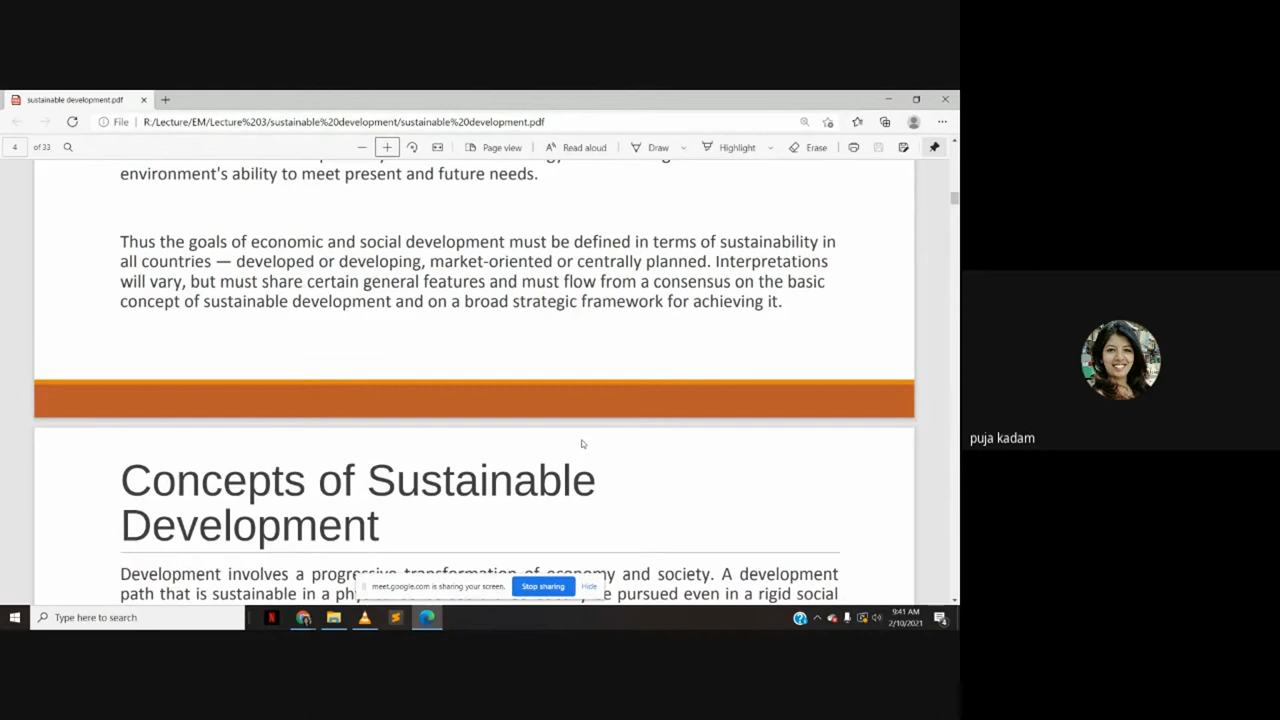 sustainable development.pdf
File
R:/Lecture/EM/Lecture%203/sustainable%20development/sustainable%20development.pdf
4 of 33
Page view
Read aloud
Draw
Highlight
Erase
environment's ability to meet present and future needs.
Thus the goals of economic and social development must be defined in terms of sustainability in
all countries — developed or developing, market-oriented or centrally planned. Interpretations
will vary, but must share certain general features and must flow from a consensus on the basic
concept of sustainable development and on a broad strategic framework for achieving it.
puja kadam
Concepts of Sustainable
Development
Development involves a progressive transformation of economy and society. A development
path that is sustainable in a pursued even in a rigid social
meet.google.com is sharing your screen.
Stop sharing
Hide
Type here to search
9:41 AM
2/10/2021